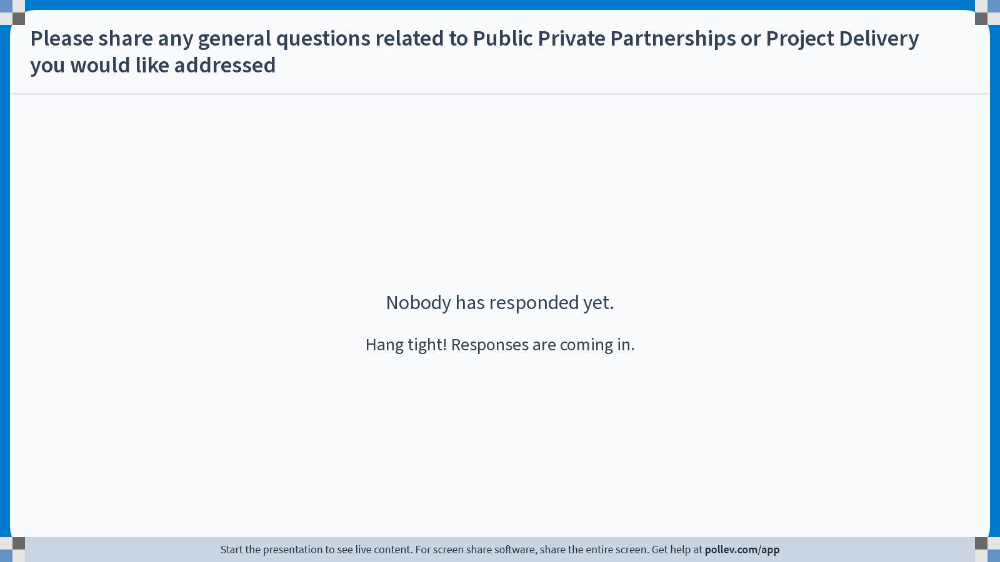 Please share any general questions related to Public Private Partnerships or Project Delivery
you would like addressed
Nobody has responded yet.
Hang tight! Responses are coming in.
Start the presentation to see live content. For screen share software, share the entire screen. Get help at pollev.com/app